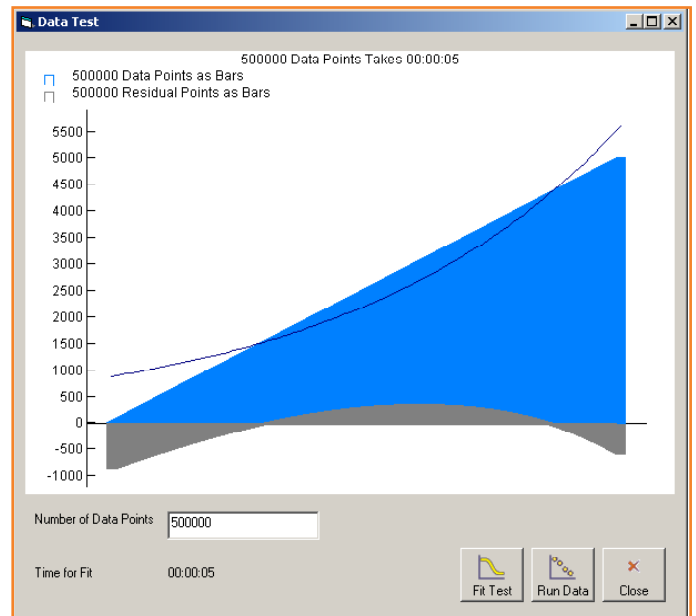 Data Test
500000 Data Points Takes 00:00:05
500000 Data Points as Bars
500000 Residual Points as Bars
5500
5000
4500
4000
3500
3000
2500
2000
1500
1000
500
0
-500
-1000
Number of Data Points 500000
Time for Fit 00:00:05
Fit Test Run Data Close